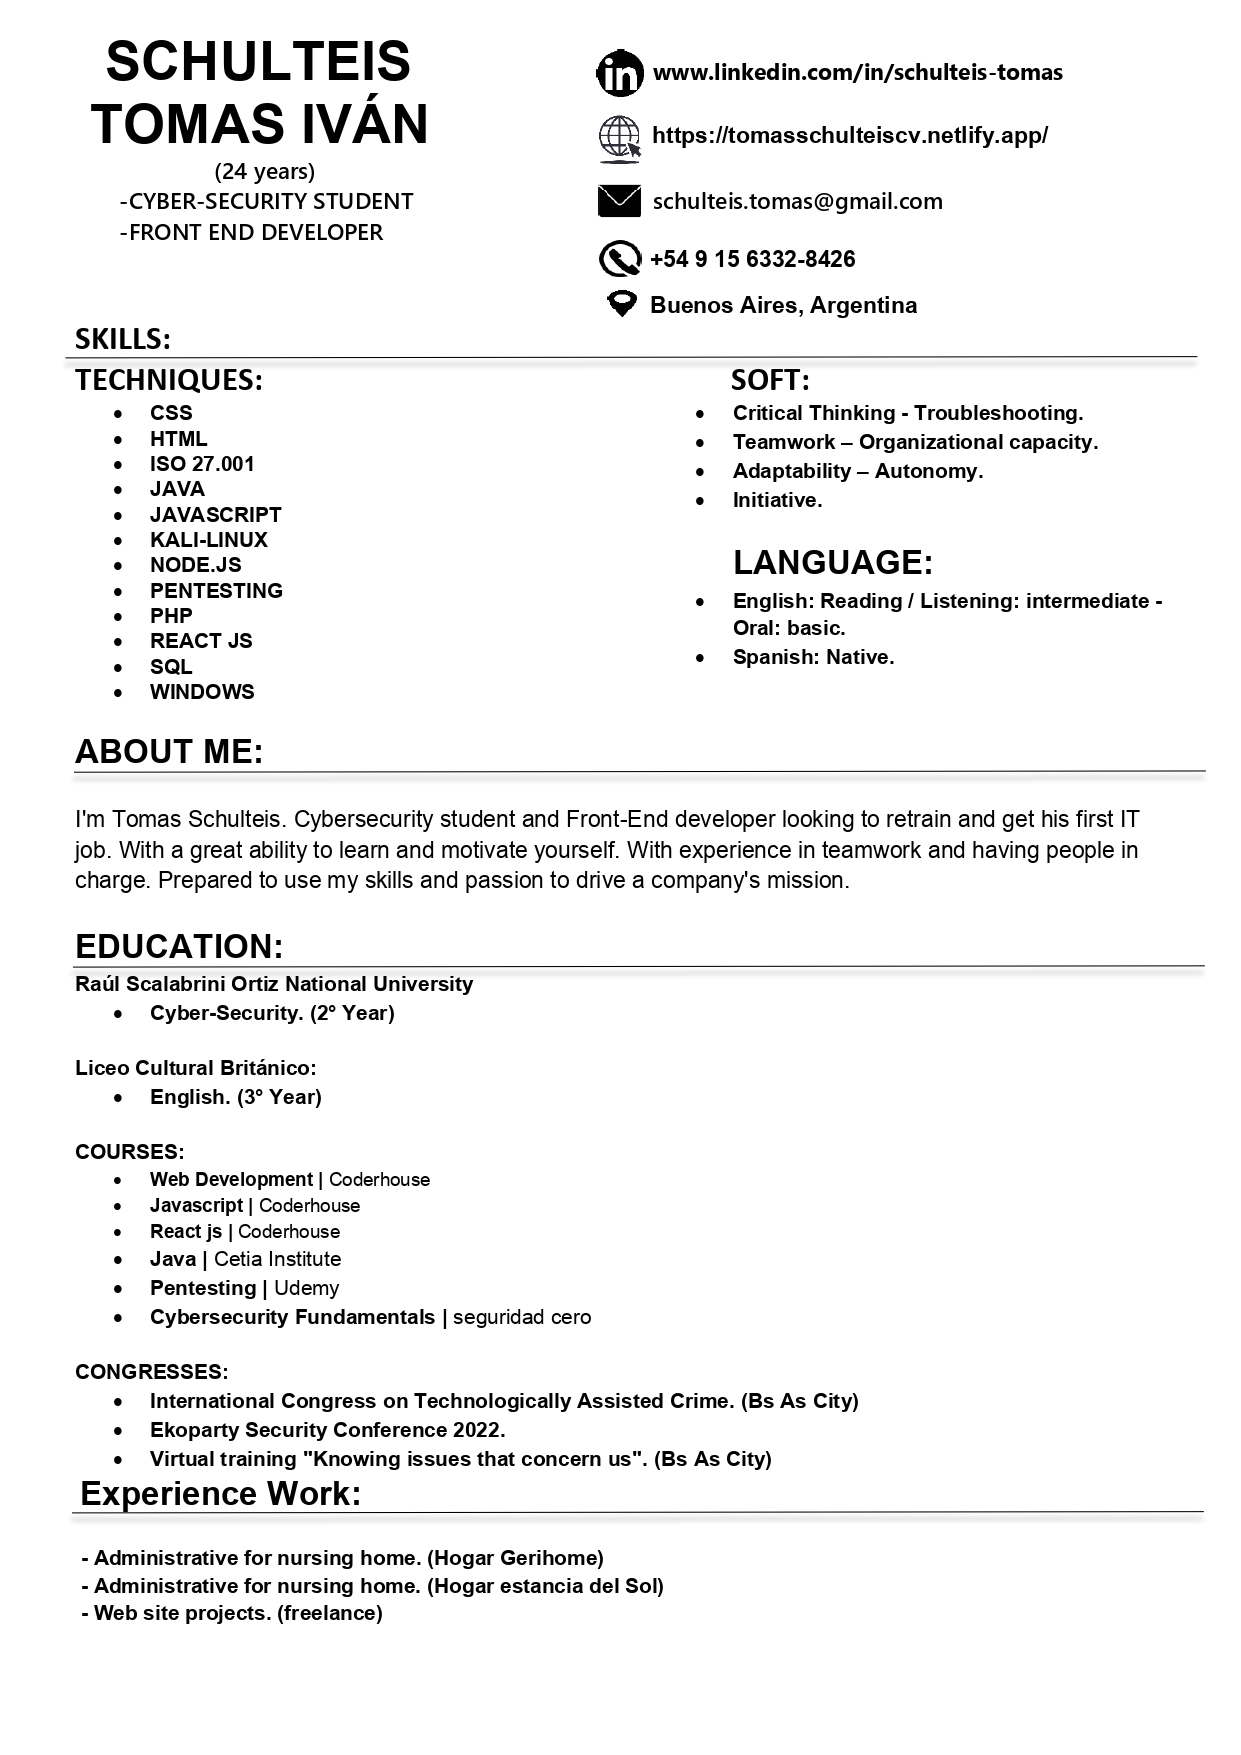 SCHULTEIS
TOMAS IVÁN
(24 years)
-CYBER-SECURITY STUDENT
-FRONT END DEVELOPER
in www.linkedin.com/in/schulteis-tomas
https://tomasschulteiscv.netlify.app/
schulteis.tomas@gmail.com
+54 9 15 6332-8426
Buenos Aires, Argentina
SKILLS:
TECHNIQUES:
• CSS
• HTML
• ISO 27.001
• JAVA
• JAVASCRIPT
• KALI-LINUX
• NODE.JS
• PENTESTING
• PHP
• REACT JS
• SQL
• WINDOWS
SOFT:
• Critical Thinking - Troubleshooting.
• Teamwork – Organizational capacity.
• Adaptability – Autonomy.
• Initiative.
LANGUAGE:
• English: Reading / Listening: intermediate -
Oral: basic.
• Spanish: Native.
ABOUT ME:
I'm Tomas Schulteis. Cybersecurity student and Front-End developer looking to retrain and get his first IT
job. With a great ability to learn and motivate yourself. With experience in teamwork and having people in
charge. Prepared to use my skills and passion to drive a company's mission.
EDUCATION:
Raúl Scalabrini Ortiz National University
• Cyber-Security. (2º Year)
Liceo Cultural Británico:
• English. (3º Year)
COURSES:
• Web Development | Coderhouse
• Javascript | Coderhouse
• React js | Coderhouse
• Java | Cetia Institute
• Pentesting | Udemy
• Cybersecurity Fundamentals | seguridad cero
CONGRESSES:
• International Congress on Technologically Assisted Crime. (Bs As City)
• Ekoparty Security Conference 2022.
• Virtual training "Knowing issues that concern us". (Bs As City)
Experience Work:
- Administrative for nursing home. (Hogar Gerihome)
- Administrative for nursing home. (Hogar estancia del Sol)
- Web site projects. (freelance)